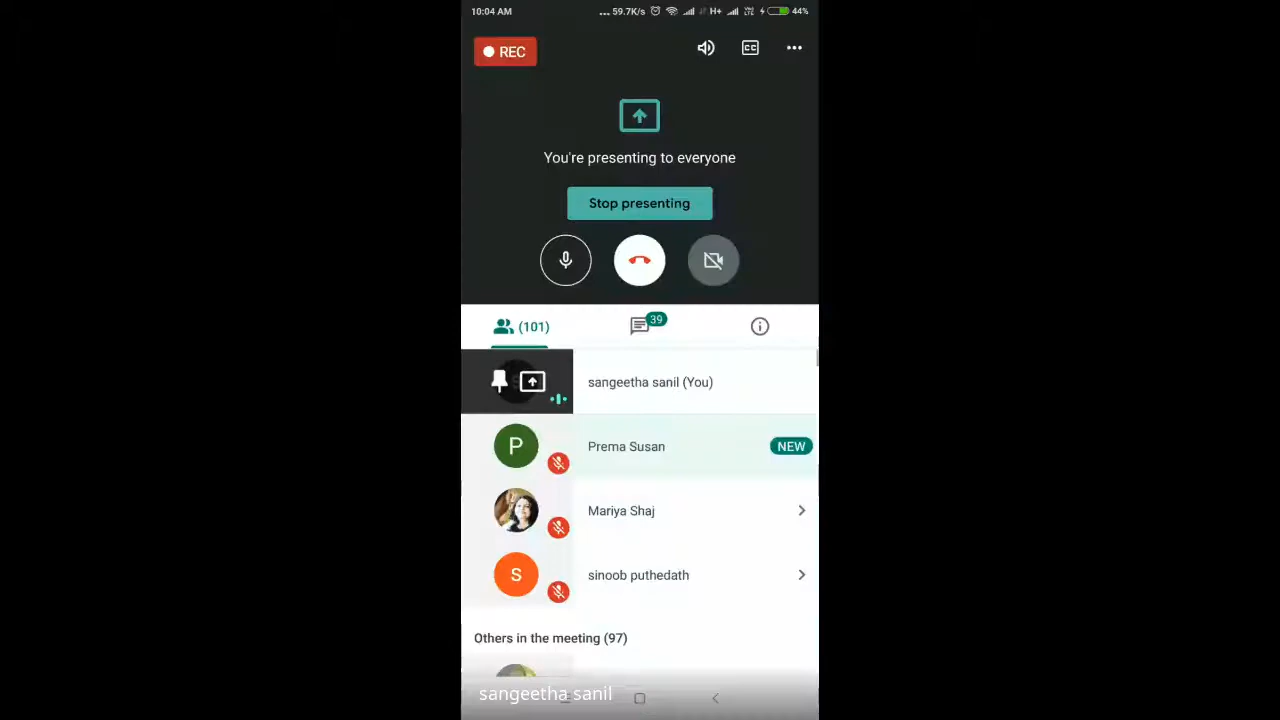 10:04 AM
... 59.7K/s H+ 44%
REC
CC
You're presenting to everyone
Stop presenting
(101)
39
sangeetha sanil (You)
P
Prema Susan
NEW
Mariya Shaj
S
sinoob puthedath
Others in the meeting (97)
sangeetha sanil